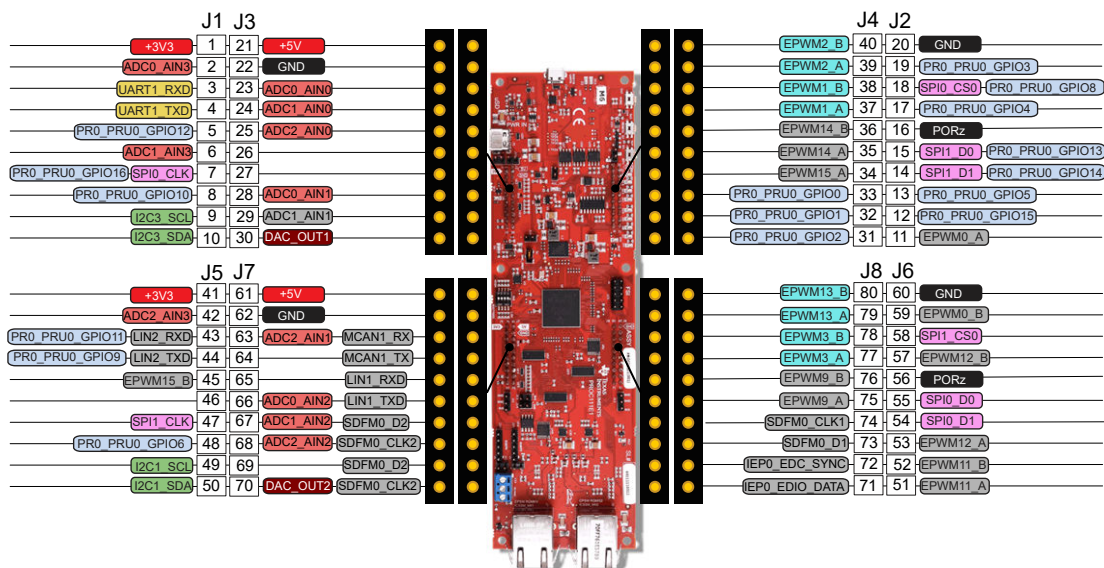 J1 J3
+3V3 1 21 +5V
ADC0_AIN3 2 22 GND
UART1_RXD 3 23 ADC0_AIN0
UART1_TXD 4 24 ADC1_AIN0
PR0_PRU0_GPIO12 5 25 ADC2_AIN0
ADC1_AIN3 6 26
PR0_PRU0_GPIO16 SPI0_CLK 7 27
PR0_PRU0_GPIO10 8 28 ADC0_AIN1
I2C3_SCL 9 29 ADC1_AIN1
I2C3_SDA 10 30 DAC_OUT1
J4 J2
EPWM2_B 40 20 GND
EPWM2_A 39 19 PR0_PRU0_GPIO3
EPWM1_B 38 18 SPI0_CS0 PR0_PRU0_GPIO8
EPWM1_A 37 17 PR0_PRU0_GPIO4
EPWM14_B 36 16 PORz
EPWM14_A 35 15 SPI1_D0 PR0_PRU0_GPIO13
EPWM15_A 34 14 SPI1_D1 PR0_PRU0_GPIO14
PR0_PRU0_GPIO0 33 13 PR0_PRU0_GPIO5
PR0_PRU0_GPIO1 32 12 PR0_PRU0_GPIO15
PR0_PRU0_GPIO2 31 11 EPWM0_A
J5 J7
+3V3 41 61 +5V
ADC2_AIN3 42 62 GND
PR0_PRU0_GPIO11 LIN2_RXD 43 63 ADC2_AIN1 MCAN1_RX
PR0_PRU0_GPIO9 LIN2_TXD 44 64 MCAN1_TX
EPWM15_B 45 65 LIN1_RXD
46 66 ADC0_AIN2 LIN1_TXD
SPI1_CLK 47 67 ADC1_AIN2 SDFM0_D2
PR0_PRU0_GPIO6 48 68 ADC2_AIN2 SDFM0_CLK2
I2C1_SCL 49 69 SDFM0_D2
I2C1_SDA 50 70 DAC_OUT2 SDFM0_CLK2
J8 J6
EPWM13_B 80 60 GND
EPWM13_A 79 59 EPWM0_B
EPWM3_B 78 58 SPI1_CS0
EPWM3_A 77 57 EPWM12_B
EPWM9_B 76 56 PORz
EPWM9_A 75 55 SPI0_D0
SDFM0_CLK1 74 54 SPI0_D1
SDFM0_D1 73 53 EPWM12_A
IEP0_EDC_SYNC 72 52 EPWM11_B
IEP0_EDIO_DATA 71 51 EPWM11_A
TEXAS
INSTRUMENTS